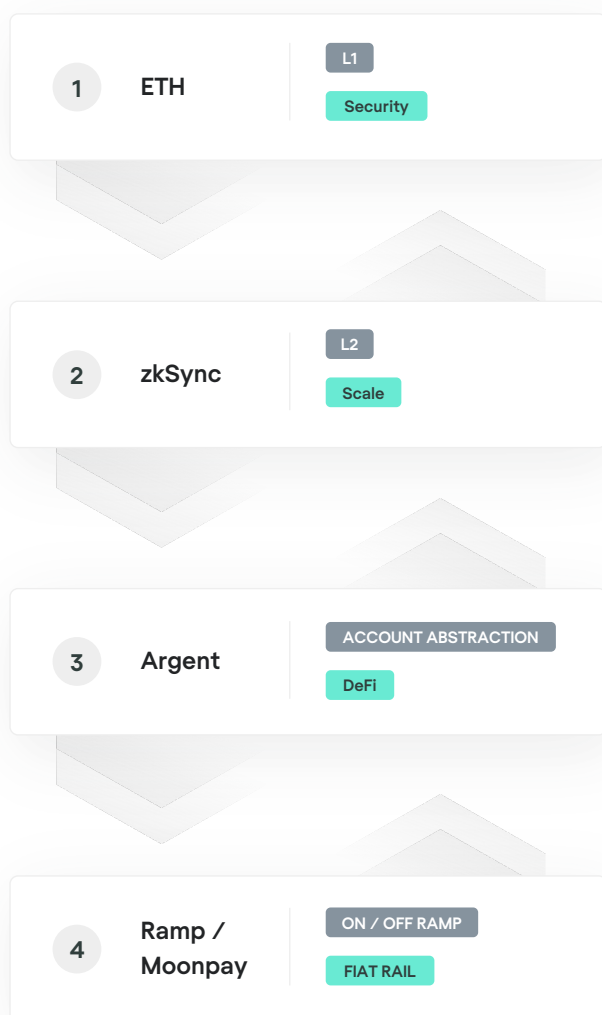 1
ETH
L1
Security
2
zkSync
L2
Scale
3
Argent
ACCOUNT ABSTRACTION
DeFi
4
Ramp /
Moonpay
ON / OFF RAMP
FIAT RAIL